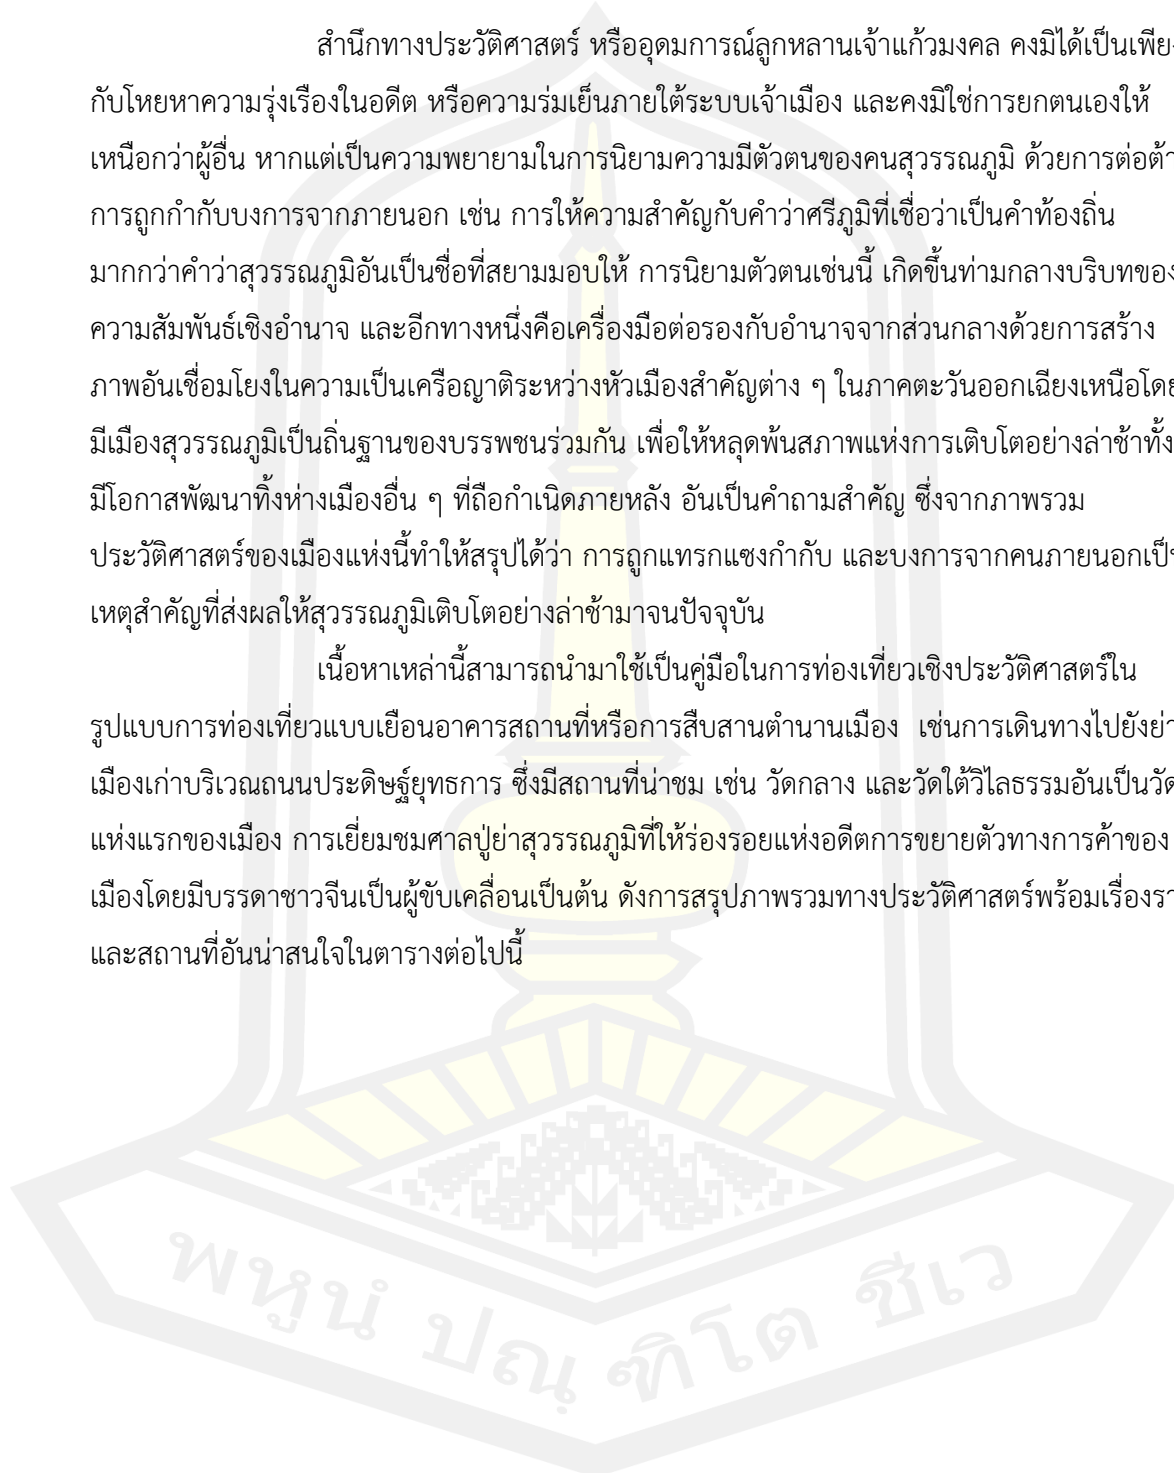 สำนึกทางประวัติศาสตร์ หรืออุดมการณ์ลูกหลานเจ้าแก้วมงคล คงมิได้เป็น
กับโหยหาความรุ่งเรืองในอดีต หรือความร่มเย็นภายใต้ระบบเจ้าเมือง และคงมิใช่การยกตนเองให้
เหนือกว่าผู้อื่น หากแต่เป็นความพยายามในการนิยามความมีตัวตนของคนสุวรรณภูมิ ด้วยการ
การถูกกำกับบงการจากภายนอก เช่น การให้ความสำคัญกับคำว่าศรีภูมิที่เชื่อว่าเป็นคำท้องถิ่น
มากกว่าคำว่าสุวรรณภูมิอันเป็นชื่อที่สยามมอบให้ การนิยามตัวตนเช่นนี้ เกิดขึ้นท่ามกลางบริบทของ
ความสัมพันธ์เชิงอำนาจ และอีกทางหนึ่งคือเครื่องมือต่อรองกับอำนาจจากส่วนกลางด้วยการสร้าง
ภาพอันเชื่อมโยงในความเป็นเครือญาติระหว่างหัวเมืองสำคัญต่าง ๆ ในภาคตะวันออกเฉียงเหนือโดย
มีเมืองสุวรรณภูมิเป็นถิ่นฐานของบรรพชนร่วมกัน เพื่อให้หลุดพ้นสภาพแห่งการเติบโตอย่างล่าช้าทั้ง
มีโอกาสพัฒนาทิ้งห่างเมืองอื่น ๆ ที่ถือกำเนิดภายหลัง อันเป็นคำถามสำคัญ ซึ่งจากภาพรวม
ประวัติศาสตร์ของเมืองแห่งนี้ทำให้สรุปได้ว่า การถูกแทรกแซงกำกับ และบงการจากคนภายนอกเป็น
เหตุสำคัญที่ส่งผลให้สุวรรณภูมิเติบโตอย่างล่าช้ามาจนปัจจุบัน
เนื้อหาเหล่านี้สามารถนำมาใช้เป็นคู่มือในการท่องเที่ยวเชิงประวัติศาสตร์ใน
รูปแบบการท่องเที่ยวแบบเยือนอาคารสถานที่หรือการสืบสานตำนานเมือง เช่นการเดินทางไปยัง
เมืองเก่าบริเวณถนนประดิษฐ์ยุทธการ ซึ่งมีสถานที่น่าชม เช่น วัดกลาง และวัดใต้วิไลธรรมอันเป็นวัด
แห่งแรกของเมือง การเยี่ยมชมศาลปู่ย่าสุวรรณภูมิที่ให้ร่องรอยแห่งอดีตการขยายตัวทางการค้าของ
เมืองโดยมีบรรดาชาวจีนเป็นผู้ขับเคลื่อนเป็นต้น ดังการสรุปภาพรวมทางประวัติศาสตร์พร้อม
และสถานที่อันน่าสนใจในตารางต่อไปนี้
พหูนํ ปณฺฑิโต ชีเว